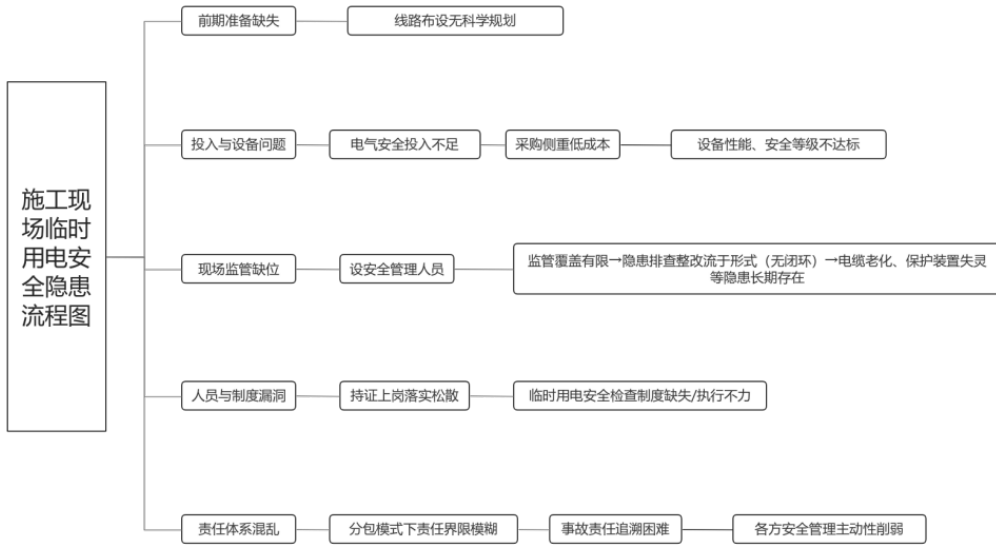 施工现
场临时
用电安
全隐患
流程图
前期准备缺失
线路布设无科学规划
投入与设备问题
电气安全投入不足
采购侧重低成本
设备性能、安全等级不达标
现场监管缺位
设安全管理人员
监管覆盖有限→隐患排查整改流于形式（无闭环）→电缆老化、保护装置失灵
等隐患长期存在
人员与制度漏洞
持证上岗落实松散
临时用电安全检查制度缺失/执行不力
责任体系混乱
分包模式下责任界限模糊
事故责任追溯困难
各方安全管理主动性削弱